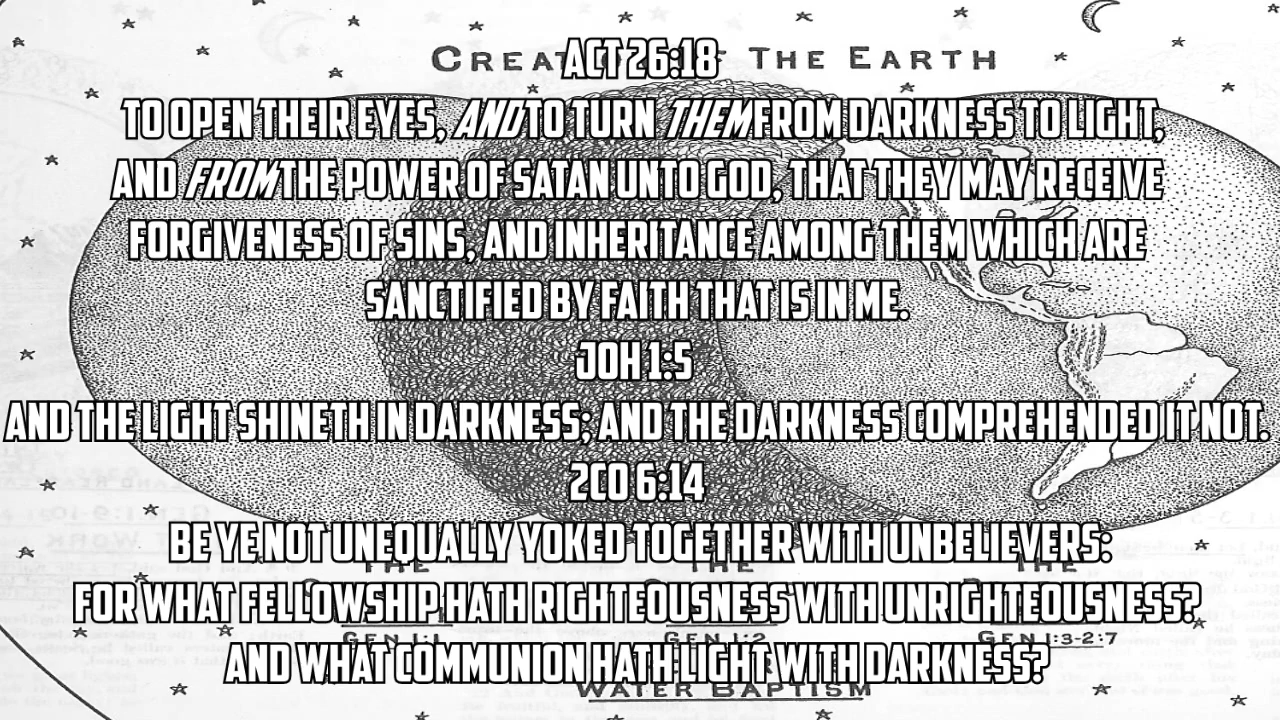 CREAT THE EARTH
ACT 26:18
TO OPEN THEIR EYES, AND TO TURN THEM FROM DARKNESS TO LIGHT,
AND FROM THE POWER OF SATAN UNTO GOD, THAT THEY MAY RECEIVE
FORGIVENESS OF SINS, AND INHERITANCE AMONG THEM WHICH ARE
SANCTIFIED BY FAITH THAT IS IN ME.
JOH 1:5
AND THE LIGHT SHINETH IN DARKNESS; AND THE DARKNESS COMPREHENDED IT NOT.
2CO 6:14
BE YE NOT UNEQUALLY YOKED TOGETHER WITH UNBELIEVERS:
THE THE THE
FOR WHAT FELLOWSHIP HATH RIGHTEOUSNESS WITH UNRIGHTEOUSNESS?
GEN 1:1 GEN 1:2 GEN 1:3-2:7
AND WHAT COMMUNION HATH LIGHT WITH DARKNESS?
WATER BAPTISM